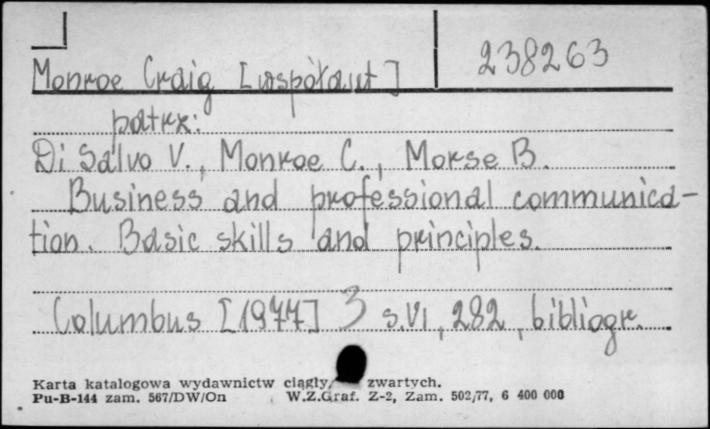 238263
Monroe Craig [współaut]
patrz:
Di Salvo V., Monroe C., Morse B.
Business and professional communica-
tion. Basic skills and principles.
Columbus [1977] s. VI, 282, bibliogr.
Karta katalogowa wydawnictw ciągły zwartych.
Pu-B-144 zam. 567/DW/On W.Z.Graf. Z-2, Zam. 502/77, 6 400 000